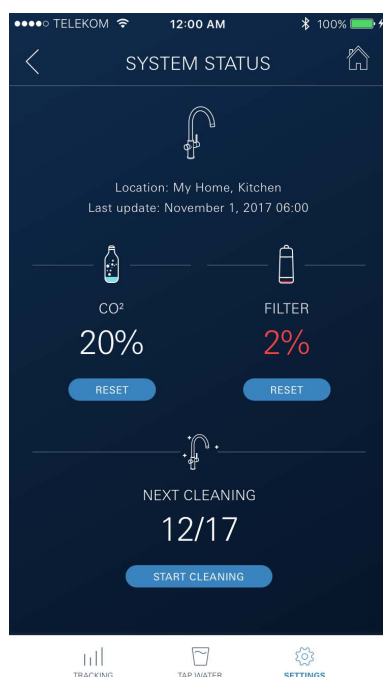 TELEKOM 12:00 AM 100%
SYSTEM STATUS
Location: My Home, Kitchen
Last update: November 1, 2017 06:00
CO² FILTER
20% 2%
RESET RESET
NEXT CLEANING
12/17
START CLEANING
TRACKING TAP WATER SETTINGS